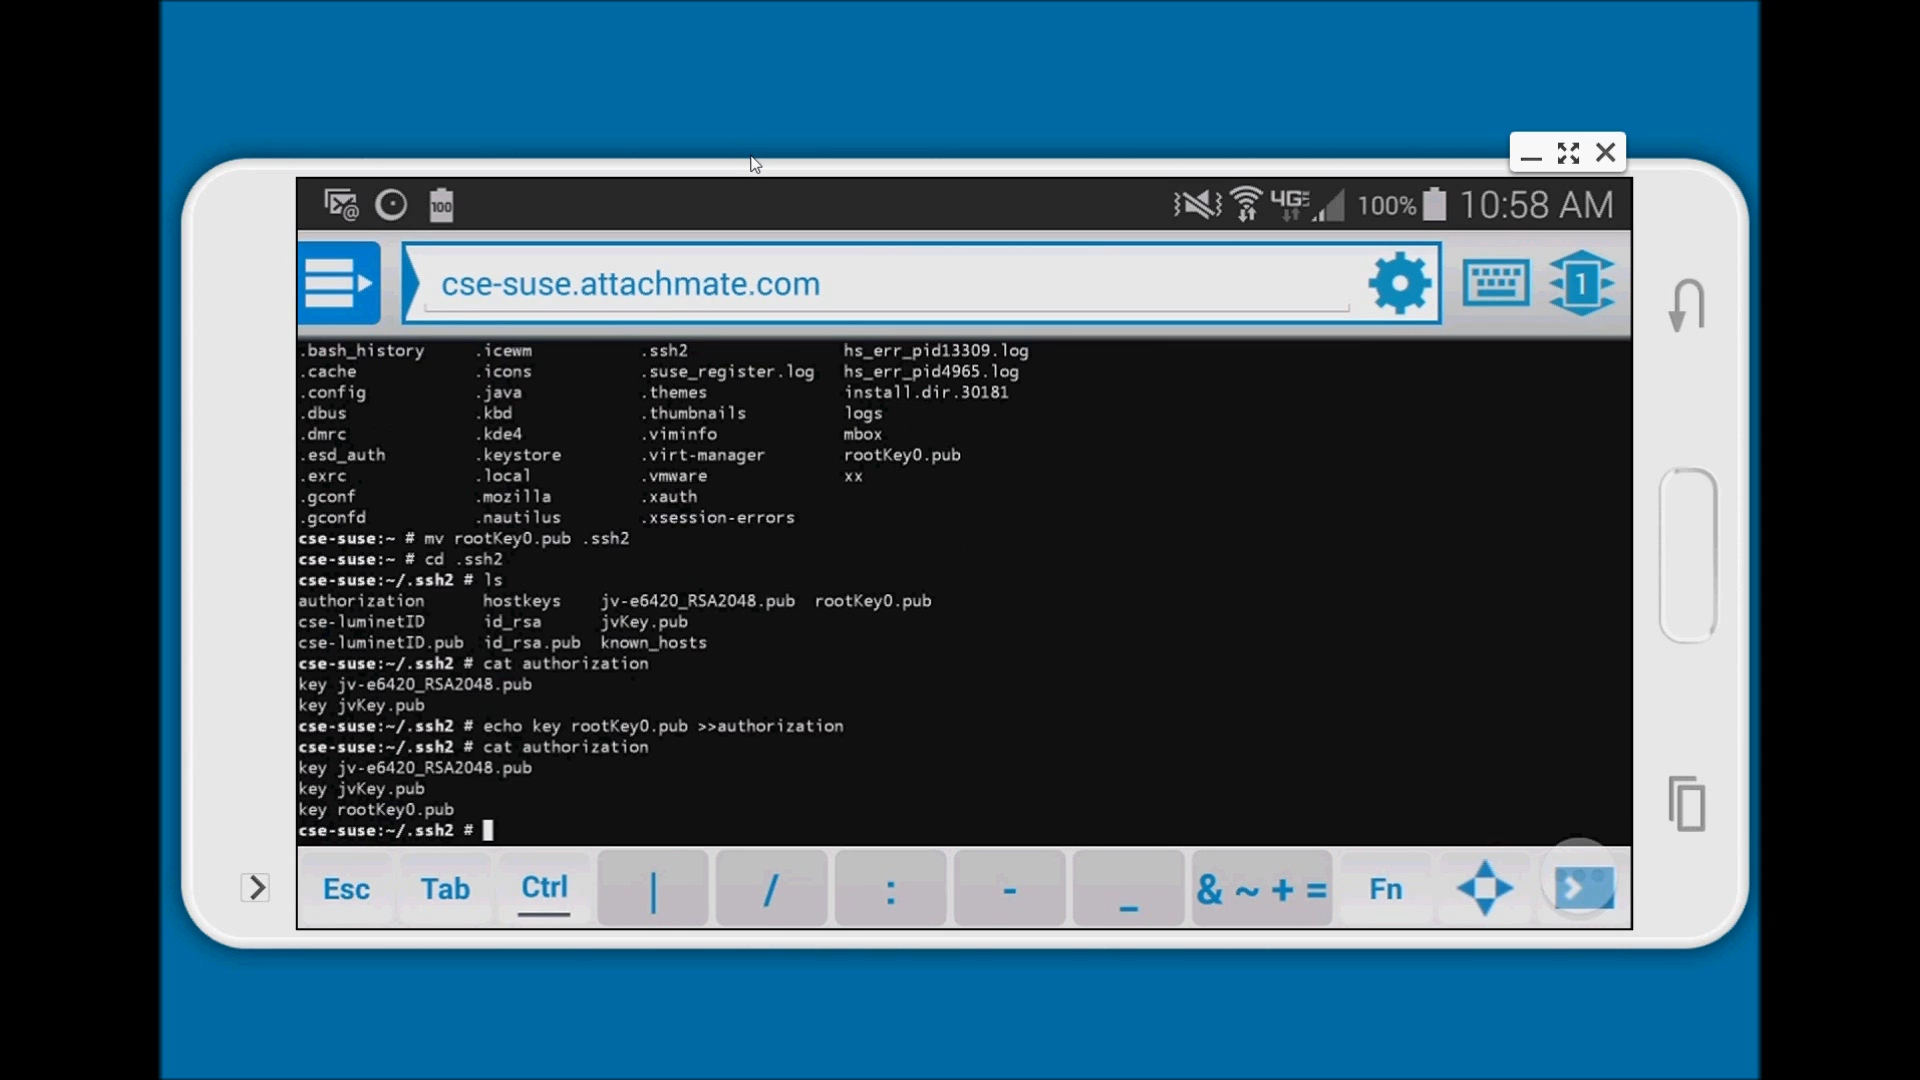 100 4GE 100% 10:58 AM
cse-suse.attachmate.com 1
.bash_history .icewm .ssh2 hs_err_pid13309.log
.cache .icons .suse_register.log hs_err_pid4965.log
.config .java .themes install.dir.30181
.dbus .kbd .thumbnails logs
.dmrc .kde4 .viminfo mbox
.esd_auth .keystore .virt-manager rootKey0.pub
.exrc .local .vmware xx
.gconf .mozilla .xauth
.gconfd .nautilus .xsession-errors
cse-suse:~ # mv rootKey0.pub .ssh2
cse-suse:~ # cd .ssh2
cse-suse:~/.ssh2 # ls
authorization hostkeys jv-e6420_RSA2048.pub rootKey0.pub
cse-luminetID id_rsa jvKey.pub
cse-luminetID.pub id_rsa.pub known_hosts
cse-suse:~/.ssh2 # cat authorization
key jv-e6420_RSA2048.pub
key jvKey.pub
cse-suse:~/.ssh2 # echo key rootKey0.pub >>authorization
cse-suse:~/.ssh2 # cat authorization
key jv-e6420_RSA2048.pub
key jvKey.pub
key rootKey0.pub
cse-suse:~/.ssh2 #
Esc Tab Ctrl | / : - _ & ~ + = Fn